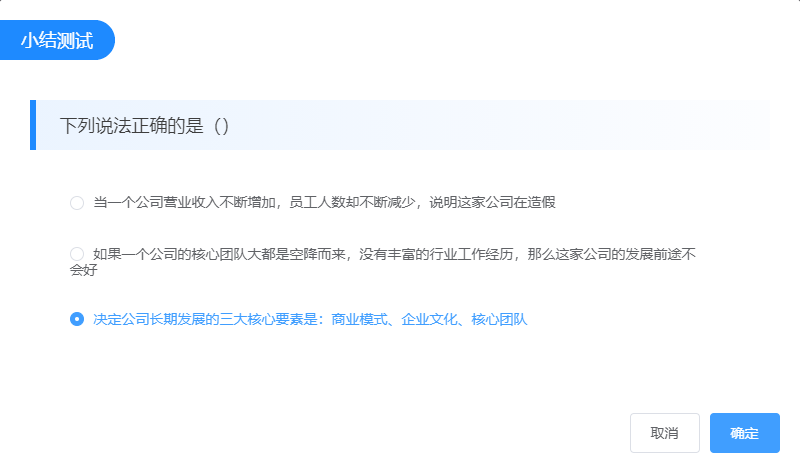 小结测试
下列说法正确的是（）
当一个公司营业收入不断增加，员工人数却不断减少，说明这家公司在造假
如果一个公司的核心团队大都是空降而来，没有丰富的行业工作经历，那么这家公司的发展前途不
会好
决定公司长期发展的三大核心要素是：商业模式、企业文化、核心团队
取消
确定